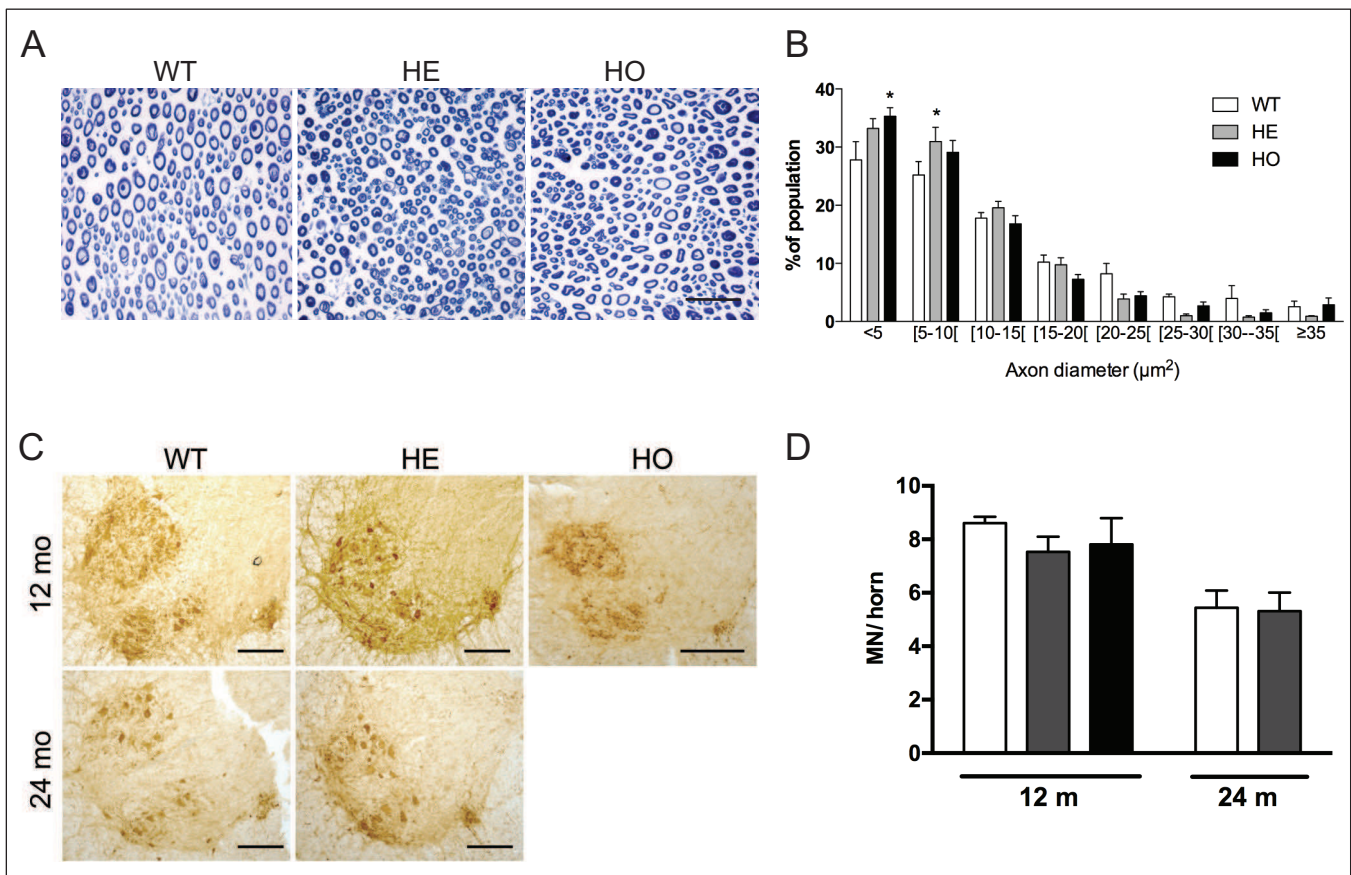 A
WT HE HO
B
40
30
20
10
0
% of population
*
*
WT
HE
HO
<5 [5-10[ [10-15[ [15-20[ [20-25[ [25-30[ [30--35[ ≥35
Axon diameter (µm²)
C
WT HE HO
12 mo
24 mo
D
10
8
6
4
2
0
MN/ horn
12 m 24 m